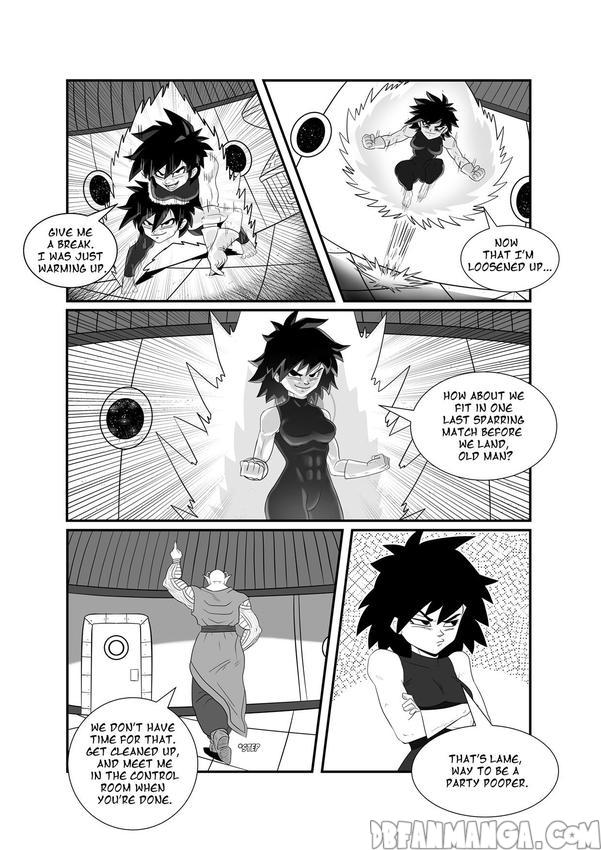 GIVE ME
A BREAK.
I WAS JUST
WARMING UP.
NOW
THAT I'M
LOOSENED UP...
HOW ABOUT WE
FIT IN ONE
LAST SPARRING
MATCH BEFORE
WE LAND,
OLD MAN?
WE DON'T HAVE
TIME FOR THAT.
GET CLEANED UP,
AND MEET ME
IN THE CONTROL
ROOM WHEN
YOU'RE DONE.
*STEP
THAT'S LAME,
WAY TO BE A
PARTY POOPER.
DBFANMANGA.COM